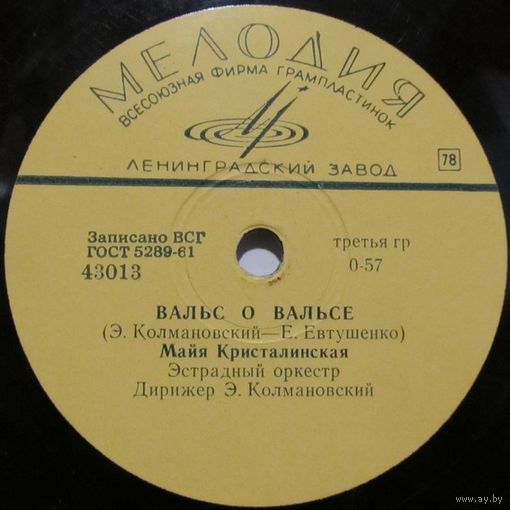 МЕЛОДИЯ
ВСЕСОЮЗНАЯ ФИРМА ГРАМПЛАСТИНОК
ЛЕНИНГРАДСКИЙ ЗАВОД
78
Записано ВСГ
ГОСТ 5289-61
43013
третья гр
0-57
ВАЛЬС О ВАЛЬСЕ
(Э. Колмановский—Е. Евтушенко)
Майя Кристалинская
Эстрадный оркестр
Дирижер Э. Колмановский
www.ay.by